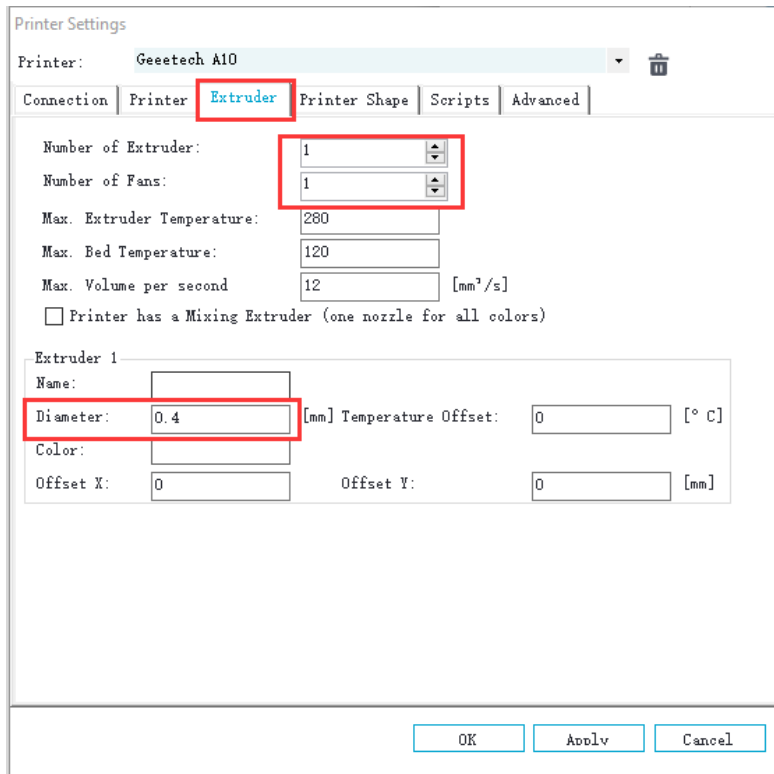 Printer Settings
Printer: Geeetech A10
Connection Printer Extruder Printer Shape Scripts Advanced
Number of Extruder: 1
Number of Fans: 1
Max. Extruder Temperature: 280
Max. Bed Temperature: 120
Max. Volume per second 12 [mm³/s]
Printer has a Mixing Extruder (one nozzle for all colors)
Extruder 1
Name:
Diameter: 0.4 [mm] Temperature Offset: 0 [° C]
Color:
Offset X: 0 Offset Y: 0 [mm]
OK Apply Cancel